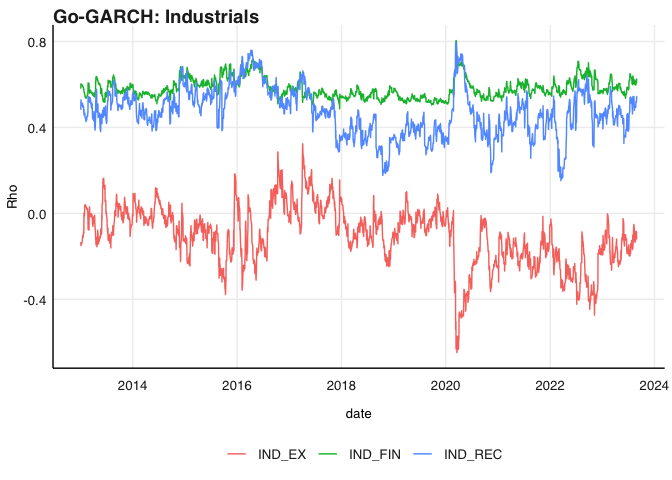 Go-GARCH: Industrials
Rho
0.8
0.4
0.0
-0.4
2014 2016 2018 2020 2022 2024
date
IND_EX IND_FIN IND_REC